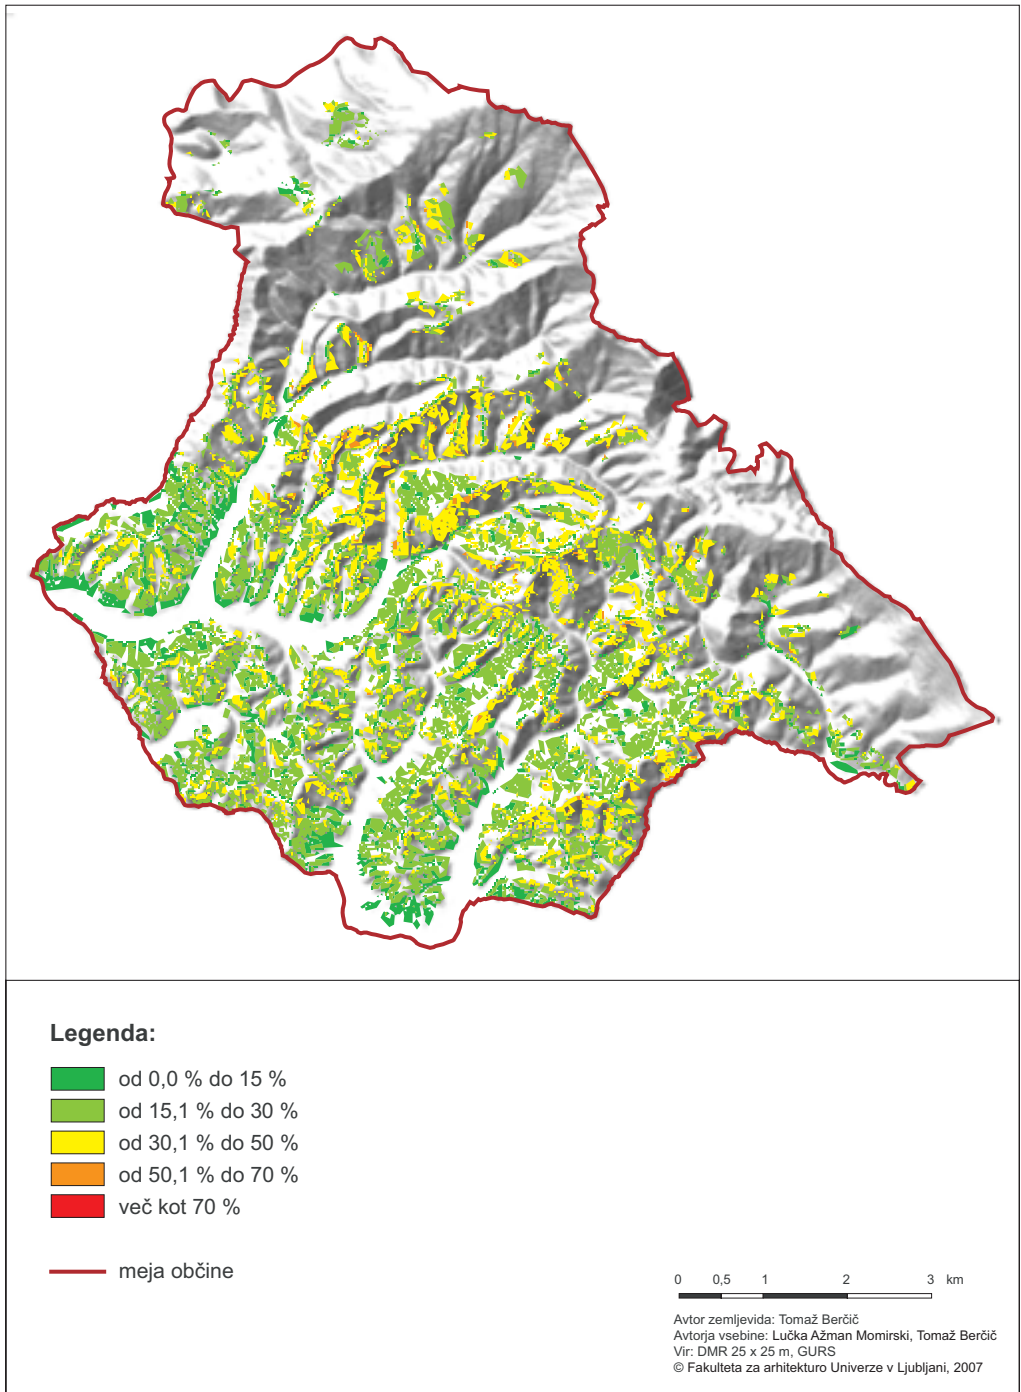 Legenda:
od 0,0 % do 15 %
od 15,1 % do 30 %
od 30,1 % do 50 %
od 50,1 % do 70 %
več kot 70 %
meja občine
0 0,5 1 2 3 km
Avtor zemljevida: Tomaž Berčič
Avtorja vsebine: Lučka Ažman Momirski, Tomaž Berčič
Vir: DMR 25 x 25 m, GURS
© Fakulteta za arhitekturo Univerze v Ljubljani, 2007